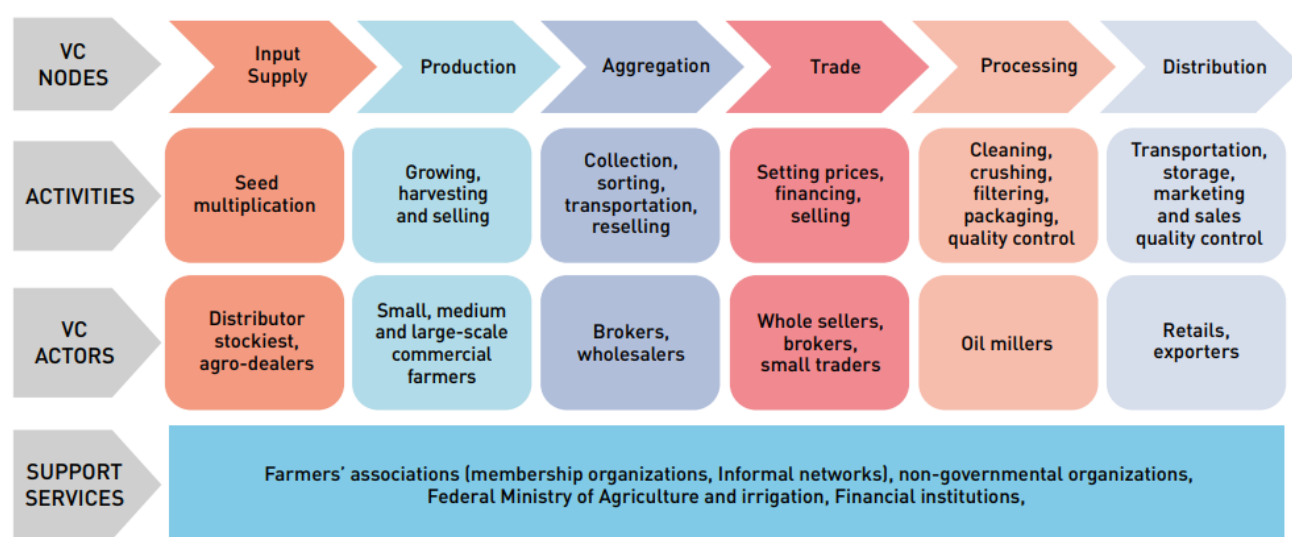 VC
NODES
Input
Supply
Production
Aggregation
Trade
Processing
Distribution
ACTIVITIES
Seed
multiplication
Growing,
harvesting
and selling
Collection,
sorting,
transportation,
reselling
Setting prices,
financing,
selling
Cleaning,
crushing,
filtering,
packaging,
quality control
Transportation,
storage,
marketing
and sales
quality control
VC
ACTORS
Distributor
stockiest,
agro-dealers
Small, medium
and large-scale
commercial
farmers
Brokers,
wholesalers
Whole sellers,
brokers,
small traders
Oil millers
Retails,
exporters
SUPPORT
SERVICES
Farmers’ associations (membership organizations, Informal networks), non-governmental organizations,
Federal Ministry of Agriculture and irrigation, Financial institutions,